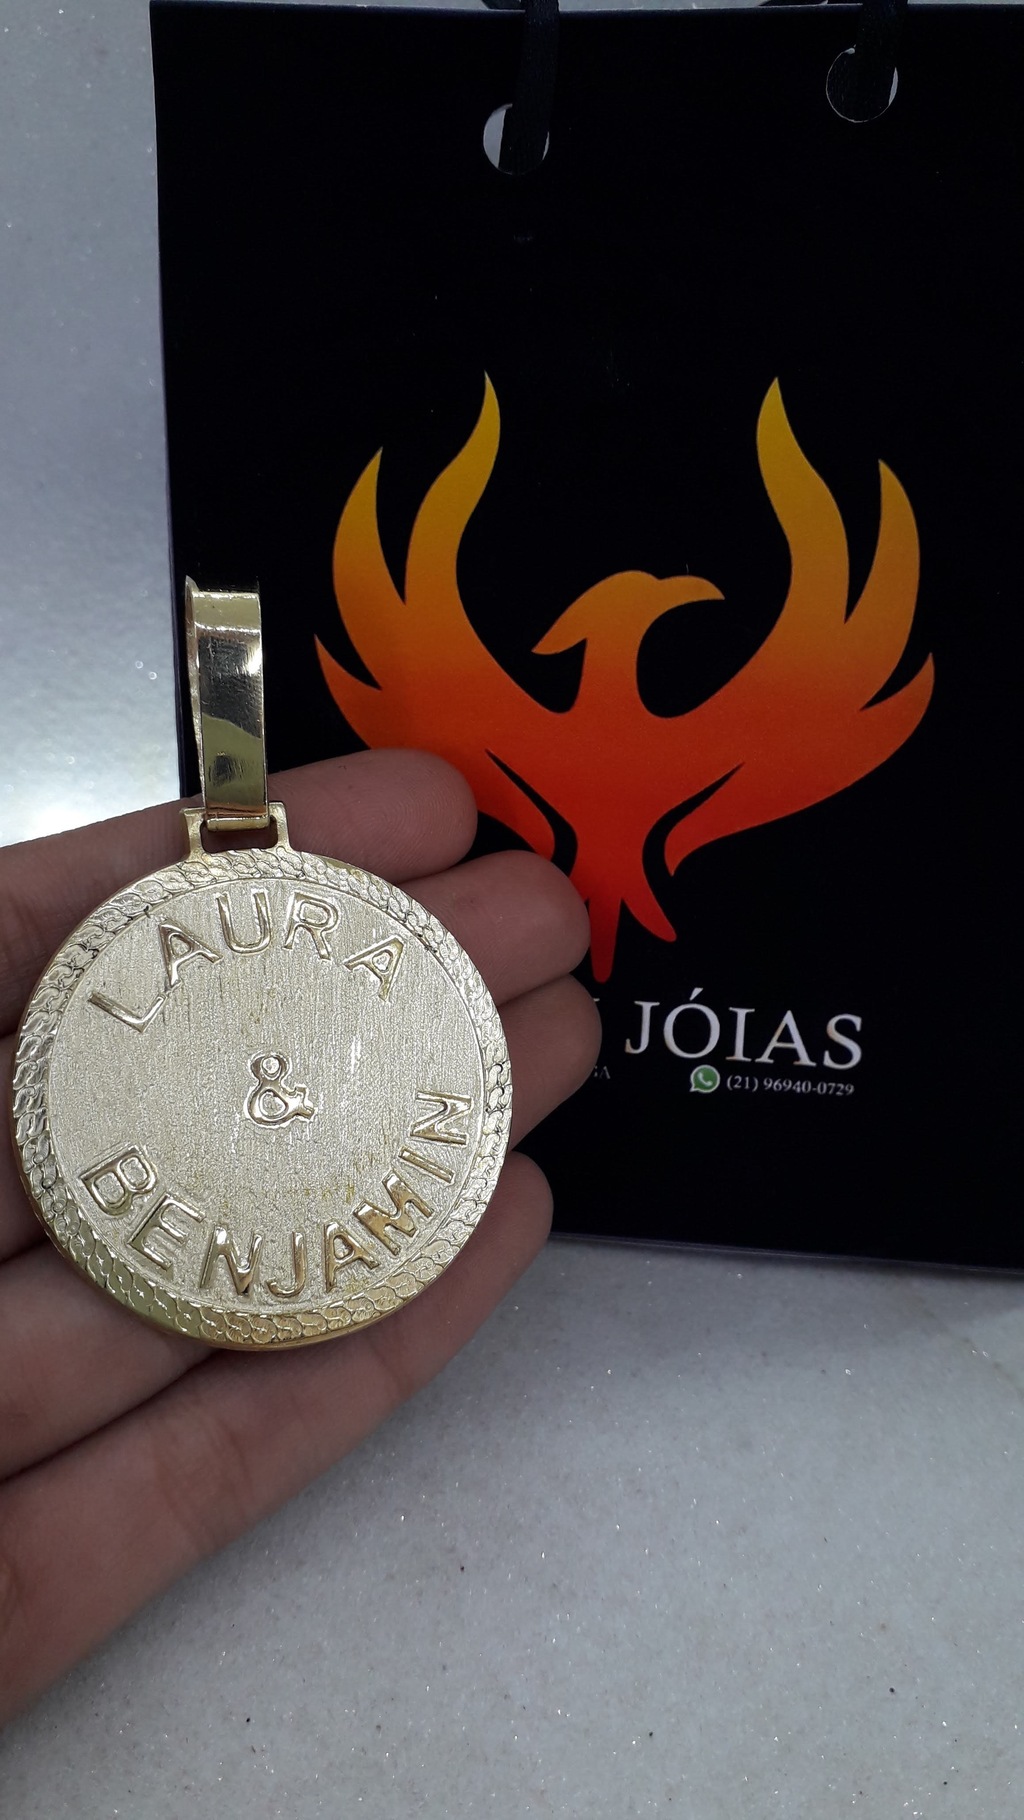 LAURA
&
BENJAMIN
JÓIAS
(21) 96940-0729